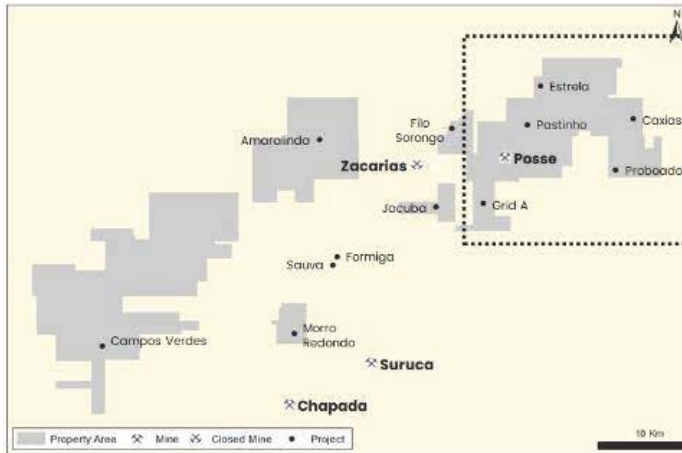 N
Estrela
Filo
Sorongo
Pastinho
Caxias
Amaralinda
Zacarias
Posse
Proboado
Jacuba
Grid A
Formiga
Sauva
Morro
Redondo
Campos Verdes
Suruca
Chapada
Property Area
Mine
Closed Mine
Project
10 Km